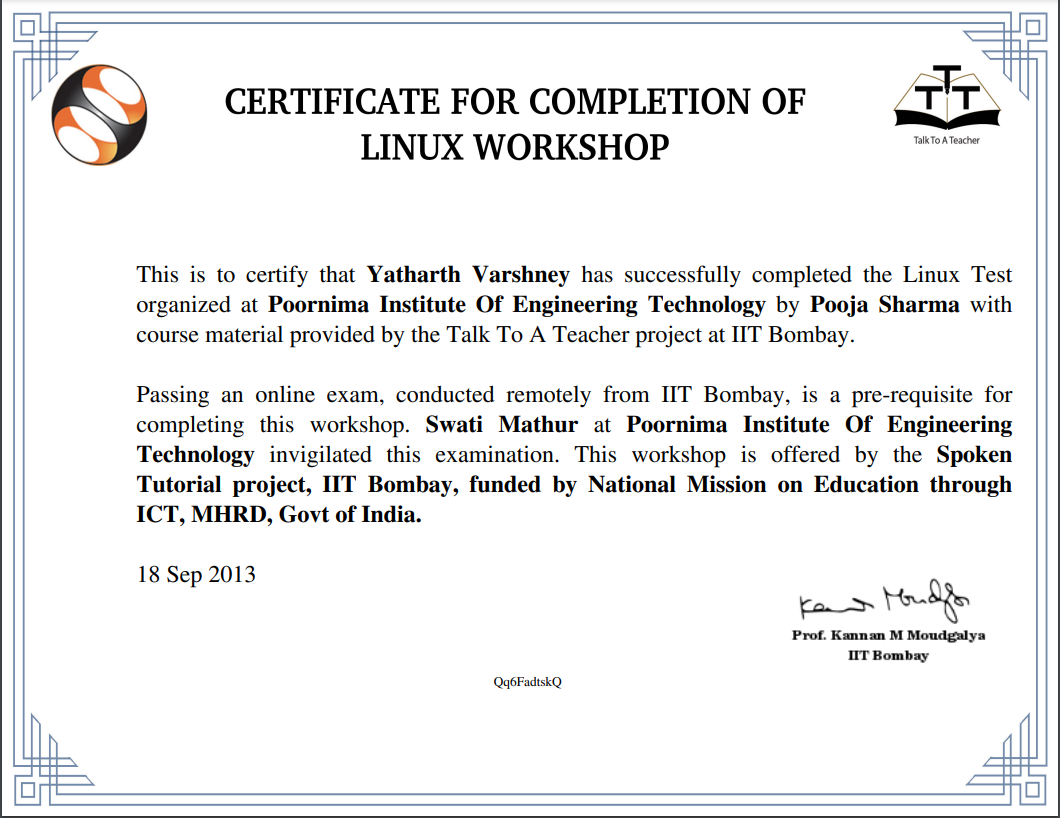 CERTIFICATE FOR COMPLETION OF
LINUX WORKSHOP
TTT
Talk To A Teacher
This is to certify that Yatharth Varshney has successfully completed the Linux Test
organized at Poornima Institute Of Engineering Technology by Pooja Sharma with
course material provided by the Talk To A Teacher project at IIT Bombay.
Passing an online exam, conducted remotely from IIT Bombay, is a pre-requisite for
completing this workshop. Swati Mathur at Poornima Institute Of Engineering
Technology invigilated this examination. This workshop is offered by the Spoken
Tutorial project, IIT Bombay, funded by National Mission on Education through
ICT, MHRD, Govt of India.
18 Sep 2013
Prof. Kannan M Moudgalya
IIT Bombay
Qq6FadtskQ